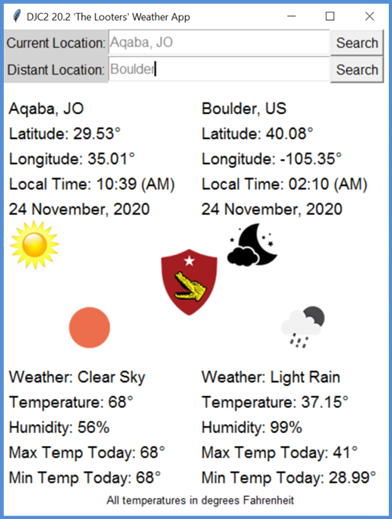 DJC2 20.2 'The Looters' Weather App
Current Location: Aqaba, JO Search
Distant Location: Boulder Search
Aqaba, JO
Latitude: 29.53°
Longitude: 35.01°
Local Time: 10:39 (AM)
24 November, 2020
Boulder, US
Latitude: 40.08°
Longitude: -105.35°
Local Time: 02:10 (AM)
24 November, 2020
Weather: Clear Sky
Temperature: 68°
Humidity: 56%
Max Temp Today: 68°
Min Temp Today: 68°
Weather: Light Rain
Temperature: 37.15°
Humidity: 99%
Max Temp Today: 41°
Min Temp Today: 28.99°
All temperatures in degrees Fahrenheit